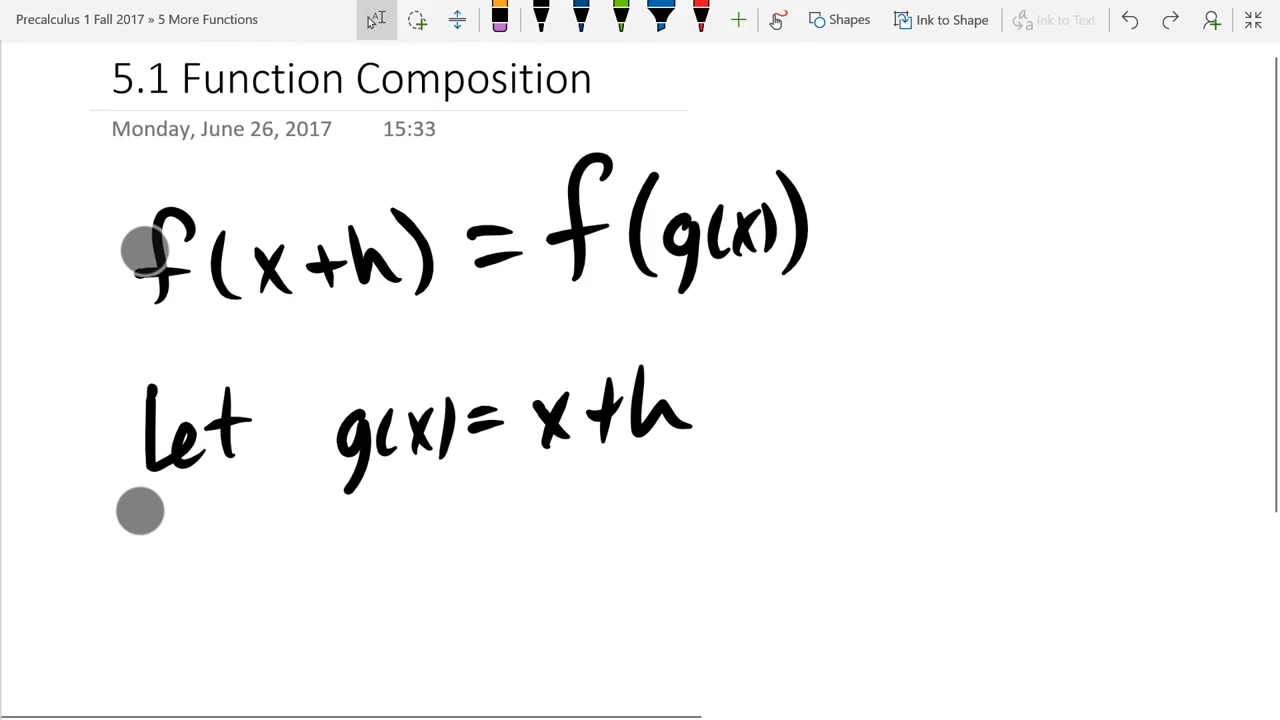 Precalculus 1 Fall 2017 » 5 More Functions
Shapes
Ink to Shape
Ink to Text
5.1 Function Composition
Monday, June 26, 2017 15:33
f(x+h) = f(g(x))
Let g(x) = x+h